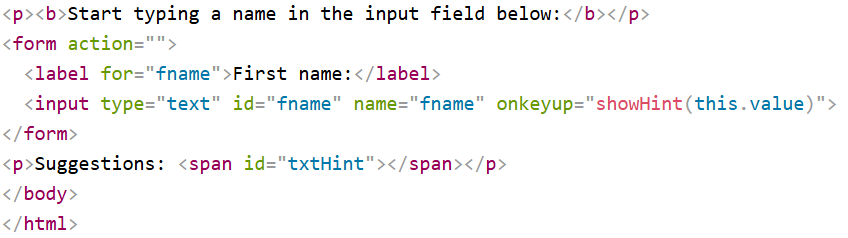 <p><b>Start typing a name in the input field below:</b></p>
<form action="">
  <label for="fname">First name:</label>
  <input type="text" id="fname" name="fname" onkeyup="showHint(this.value)">
</form>
<p>Suggestions: <span id="txtHint"></span></p>
</body>
</html>